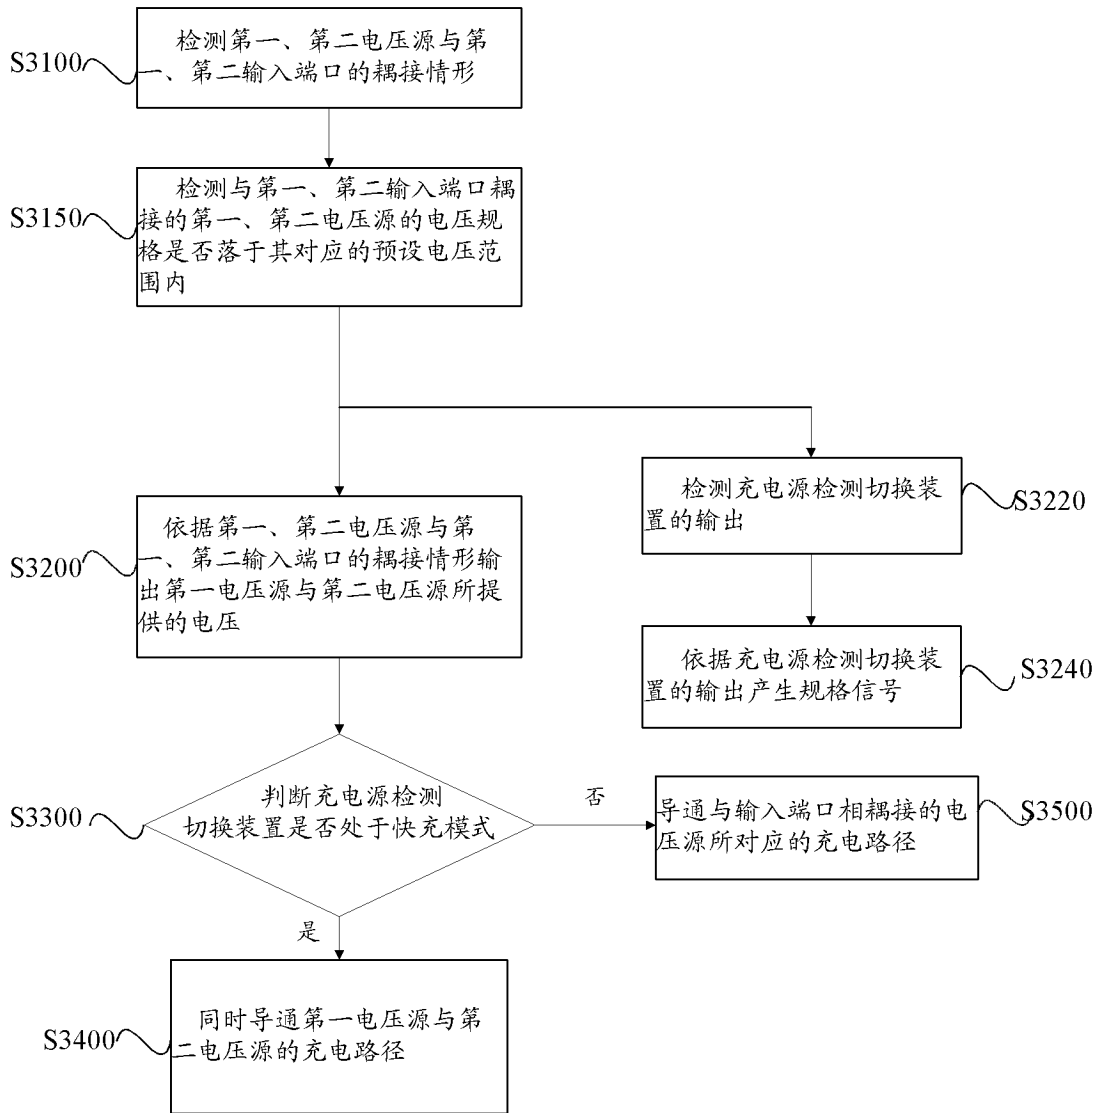 S3100
检测第一、第二电压源与第
一、第二输入端口的耦接情形
S3150
检测与第一、第二输入端口耦
接的第一、第二电压源的电压规
格是否落于其对应的预设电压范
围内
S3220
检测充电源检测切换装
置的输出
S3200
依据第一、第二电压源与第
一、第二输入端口的耦接情形输
出第一电压源与第二电压源所提
供的电压
S3240
依据充电源检测切换装
置的输出产生规格信号
S3300
判断充电源检测
切换装置是否处于快充模式
否
S3500
导通与输入端口相耦接的电
压源所对应的充电路径
是
S3400
同时导通第一电压源与第
二电压源的充电路径